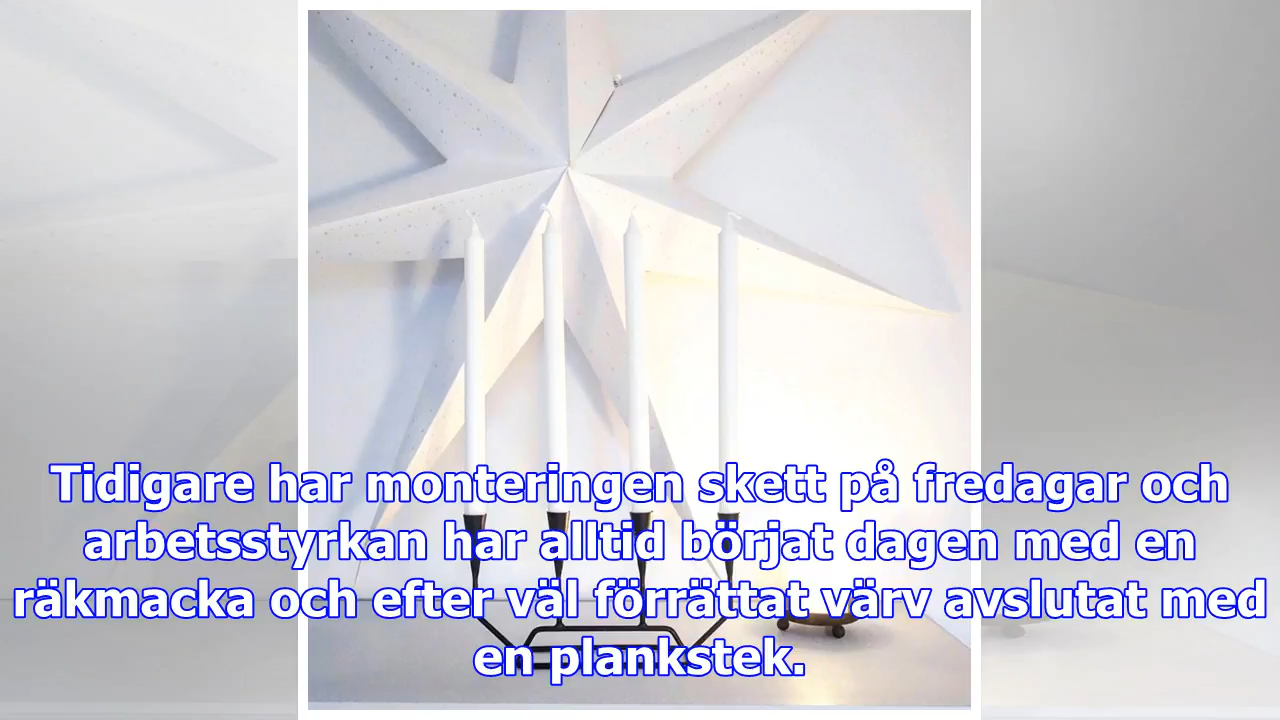 Tidigare har monteringen skett på fredagar och
arbetsstyrkan har alltid börjat dagen med en
räkmacka och efter väl förrättat värv avslutat med
en plankstek.